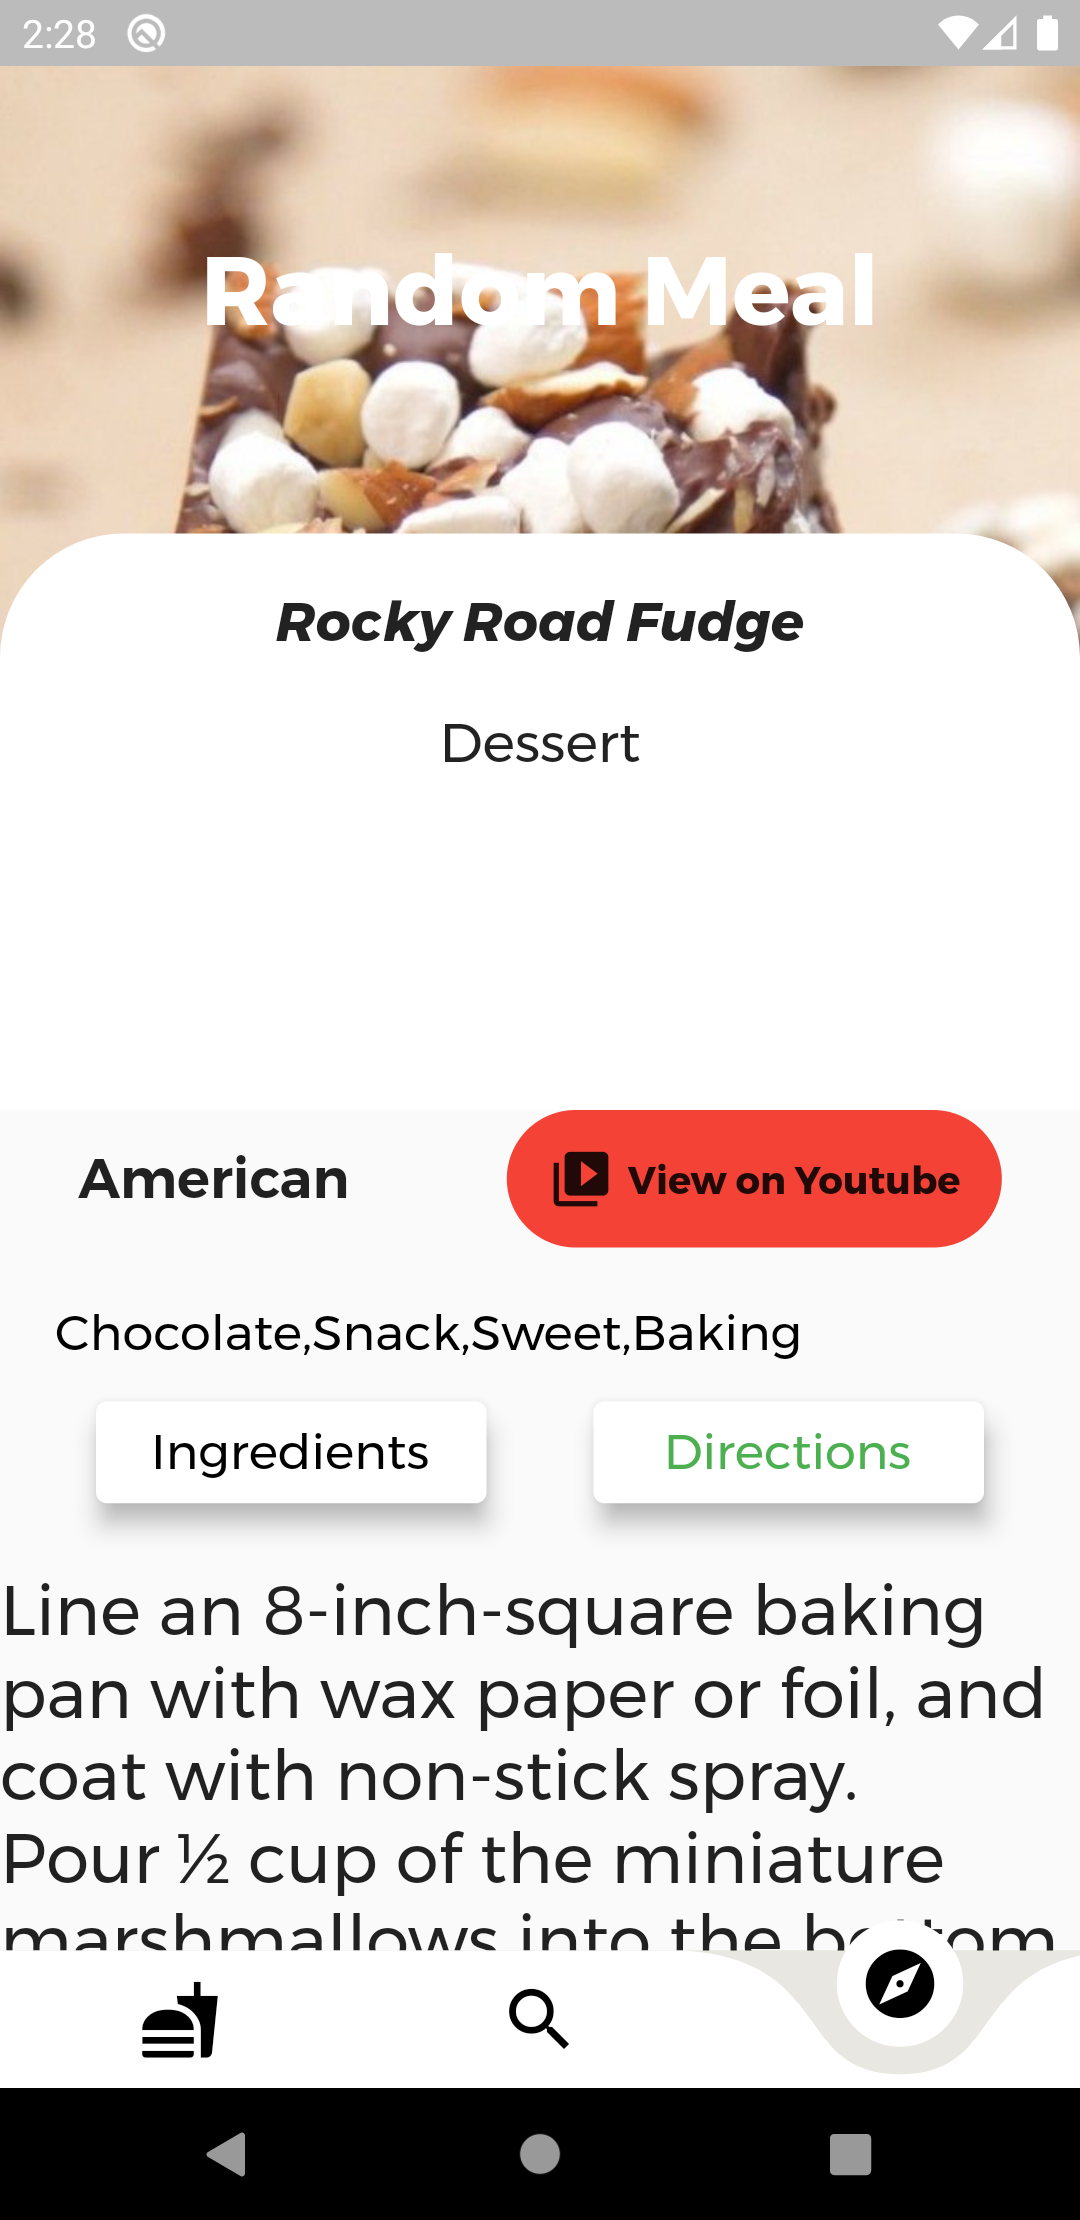 2:28
Random Meal
Rocky Road Fudge
Dessert
American
View on Youtube
Chocolate,Snack,Sweet,Baking
Ingredients
Directions
Line an 8-inch-square baking
pan with wax paper or foil, and
coat with non-stick spray.
Pour ½ cup of the miniature
marshmallows into the bottom